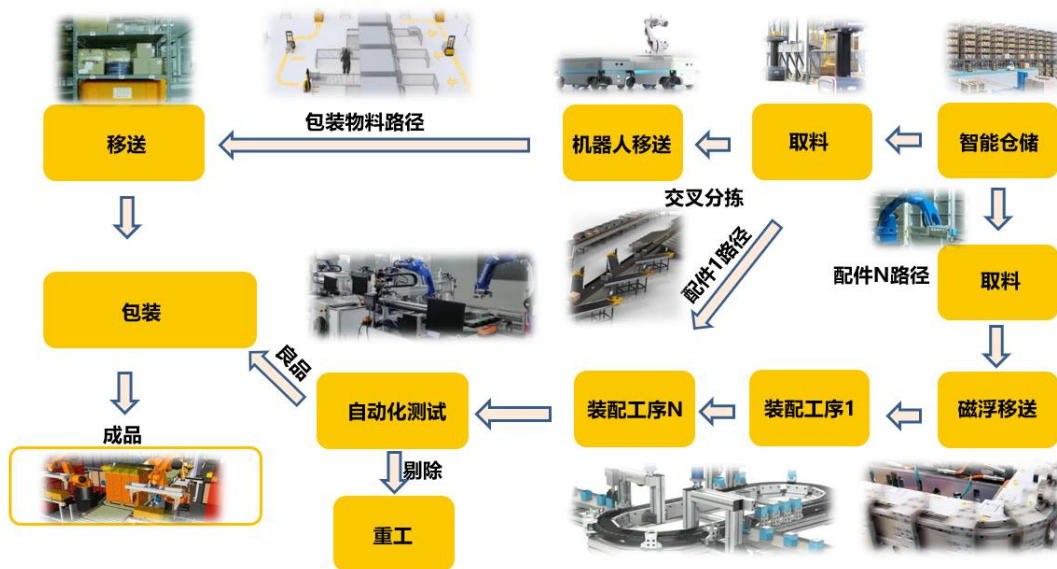 包装物料路径
移送
机器人移送
取料
智能仓储
交叉分拣
配件1路径
配件N路径
取料
包装
良品
自动化测试
装配工序N
装配工序1
磁浮移送
成品
剔除
重工